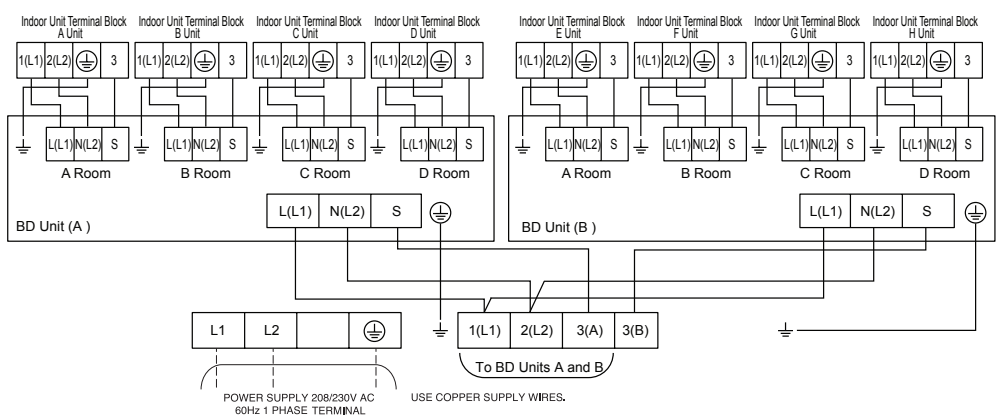 Indoor Unit Terminal Block Indoor Unit Terminal Block Indoor Unit Terminal Block Indoor Unit Terminal Block Indoor Unit Terminal Block Indoor Unit Terminal Block Indoor Unit Terminal Block Indoor Unit Terminal Block
A Unit B Unit C Unit D Unit E Unit F Unit G Unit H Unit
1(L1) 2(L2) 3 1(L1) 2(L2) 3 1(L1) 2(L2) 3 1(L1) 2(L2) 3 1(L1) 2(L2) 3 1(L1) 2(L2) 3 1(L1) 2(L2) 3 1(L1) 2(L2) 3
L(L1) N(L2) S L(L1) N(L2) S L(L1) N(L2) S L(L1) N(L2) S L(L1) N(L2) S L(L1) N(L2) S L(L1) N(L2) S L(L1) N(L2) S
A Room B Room C Room D Room A Room B Room C Room D Room
L(L1) N(L2) S L(L1) N(L2) S
BD Unit (A ) BD Unit (B )
L1 L2 1(L1) 2(L2) 3(A) 3(B)
To BD Units A and B
POWER SUPPLY 208/230V AC USE COPPER SUPPLY WIRES.
60Hz 1 PHASE TERMINAL